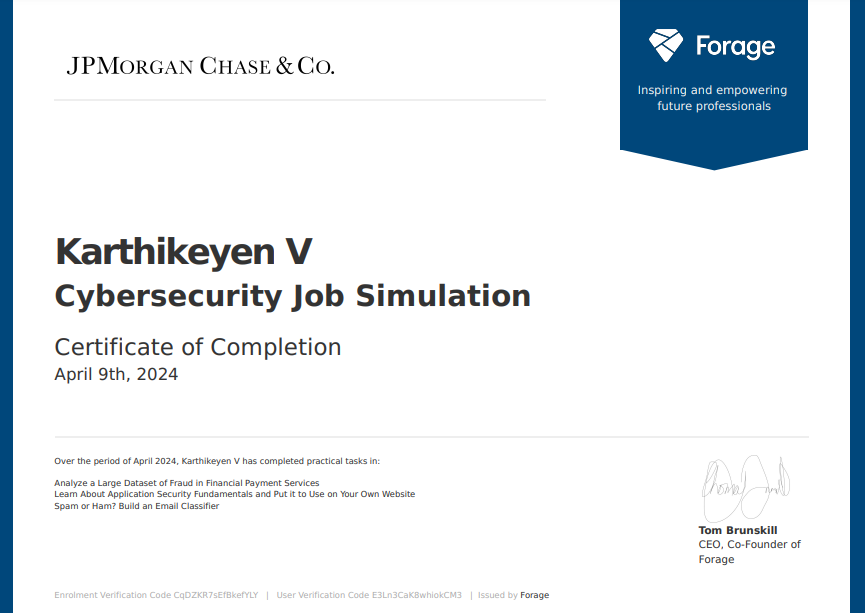 JPMORGAN CHASE & CO.
Forage
Inspiring and empowering
future professionals
Karthikeyen V
Cybersecurity Job Simulation
Certificate of Completion
April 9th, 2024
Over the period of April 2024, Karthikeyen V has completed practical tasks in:
Analyze a Large Dataset of Fraud in Financial Payment Services
Learn About Application Security Fundamentals and Put it to Use on Your Own Website
Spam or Ham? Build an Email Classifier
Tom Brunskill
CEO, Co-Founder of
Forage
Enrolment Verification Code CqDZKR7sEfBkefYLY | User Verification Code E3Ln3CaK8whiokCM3 | Issued by Forage